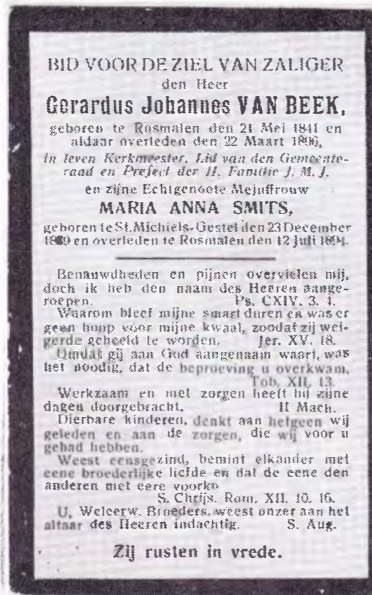 BID VOOR DE ZIEL VAN ZALIGER
den Heer
Gerardus Johannes VAN BEEK,
geboren te Rosmalen den 21 Mei 1841 en
aldaar overleden den 22 Maart 1896,
in leven Kerkmeester, Lid van den Gemeente-
raad en Prefect der H. Familie J. M. J.
en zijne Echtgenoote Mejuffrouw
MARIA ANNA SMITS,
geboren te St. Michiels-Gestel den 23 December
en overleden te Rosmalen den 12 Juli 1894.
Benauwdheden en pijnen overvielen mij,
doch ik heb den naam des Heeren aange-
roepen. Ps. CXIV. 3. 4.
Waarom bleef mijne smart duren en was er
geen hoop voor mijne kwaal, zoodat zij wei-
gerde geheeld te worden. Jer. XV. 18.
Omdat gij aan God aangenaam waart, was
het noodig, dat de beproeving u overkwam.
Tob. XII, 13.
Werkzaam en met zorgen heeft hij zijne
dagen doorgebracht. II Mach.
Dierbare kinderen, denkt aan hetgeen wij
geleden en aan de zorgen, die wij voor u
gehad hebben.
Weest eensgezind, bemint elkander met
eene broederlijke liefde en dat de eene den
anderen met eere
S. Chrijs. Rom. XII. 10. 16.
U, Weleerw. Broeders, weest onzer aan het
altaar des Heeren indachtig. S. Aug.
Zij rusten in vrede.